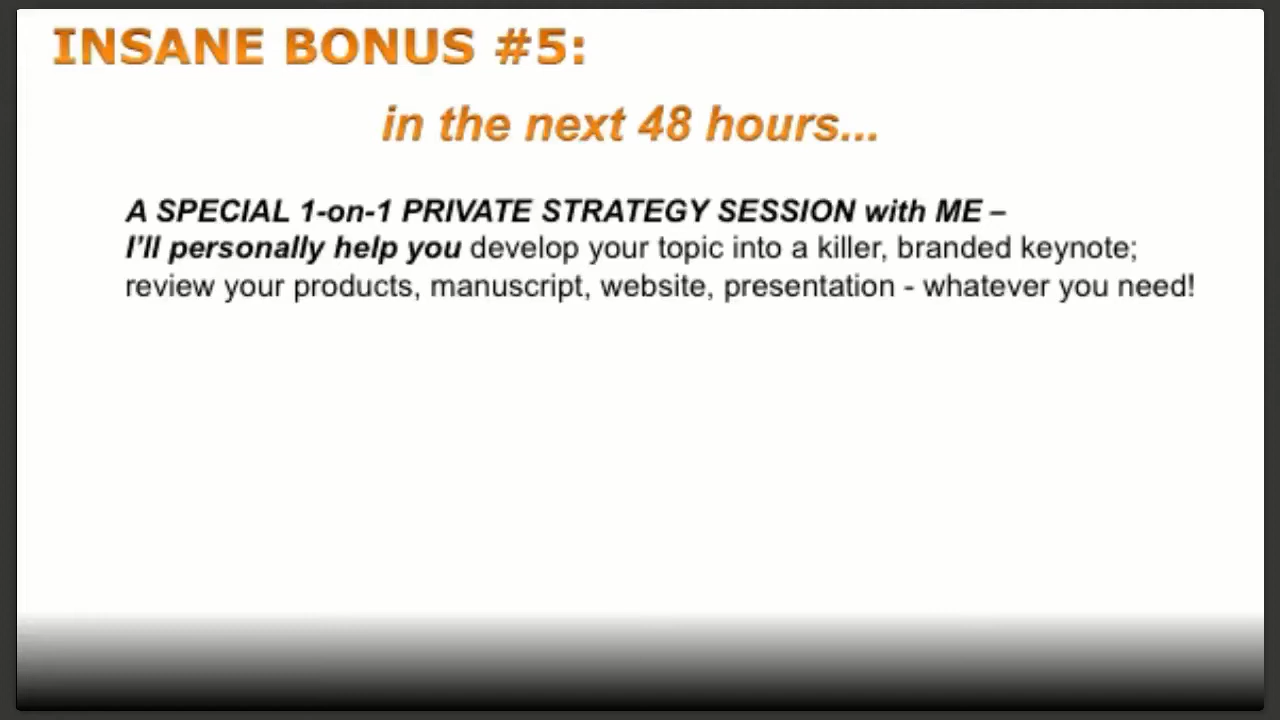 INSANE BONUS #5:
in the next 48 hours...
A SPECIAL 1-on-1 PRIVATE STRATEGY SESSION with ME –
I’ll personally help you develop your topic into a killer, branded keynote;
review your products, manuscript, website, presentation - whatever you need!